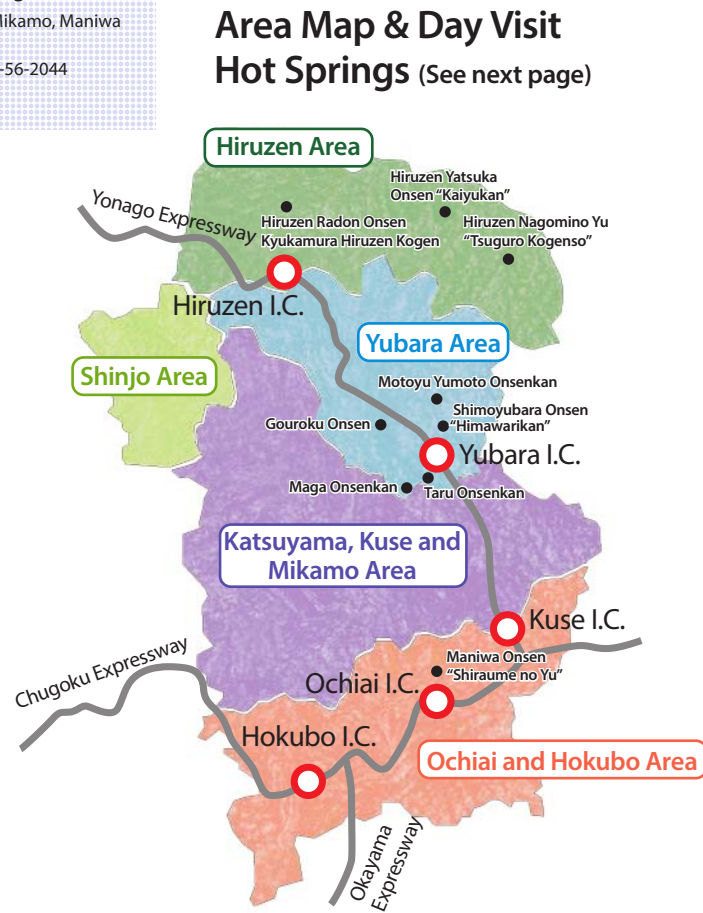 Mikamo, Maniwa
-56-2044
Area Map & Day Visit
Hot Springs (See next page)
Hiruzen Area
Hiruzen Yatsuka
Onsen “Kaiyukan”
Yonago Expressway
Hiruzen Radon Onsen
Kyukamura Hiruzen Kogen
Hiruzen Nagomino Yu
“Tsuguro Kogenso”
Hiruzen I.C.
Yubara Area
Shinjo Area
Motoyu Yumoto Onsenkan
Shimoyubara Onsen
“Himawarikan”
Gouroku Onsen
Yubara I.C.
Maga Onsenkan
Taru Onsenkan
Katsuyama, Kuse and
Mikamo Area
Kuse I.C.
Maniwa Onsen
“Shiraume no Yu”
Chugoku Expressway
Ochiai I.C.
Hokubo I.C.
Ochiai and Hokubo Area
Okayama
Expressway